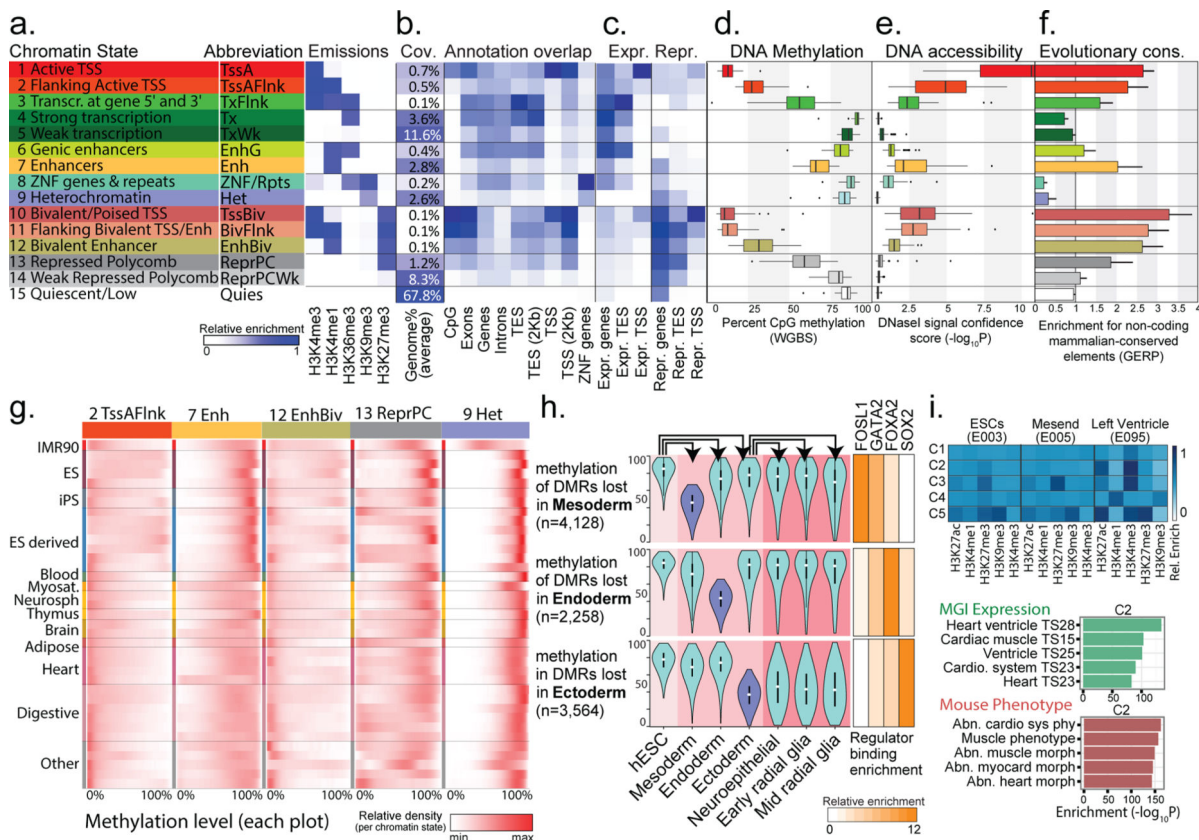 a.
Chromatin State Abbreviation Emissions
1 Active TSS TssA
2 Flanking Active TSS TssAFlnk
3 Transcr. at gene 5' and 3' TxFlnk
4 Strong transcription Tx
5 Weak transcription TxWk
6 Genic enhancers EnhG
7 Enhancers Enh
8 ZNF genes & repeats ZNF/Rpts
9 Heterochromatin Het
10 Bivalent/Poised TSS TssBiv
11 Flanking Bivalent TSS/Enh BivFlnk
12 Bivalent Enhancer EnhBiv
13 Repressed Polycomb ReprPC
14 Weak Repressed Polycomb ReprPCWk
15 Quiescent/Low Quies
Relative enrichment
0 1
H3K4me3
H3K4me1
H3K36me3
H3K9me3
H3K27me3
b.
Cov. Annotation overlap
0.7%
0.5%
0.1%
3.6%
11.6%
0.4%
2.8%
0.2%
2.6%
0.1%
0.1%
0.1%
1.2%
8.3%
67.8%
Genome%
(average)
CpG
Exons
Genes
Introns
TES
TES (2Kb)
TSS
TSS (2Kb)
ZNF genes
c.
Expr. Repr.
Expr. genes
Expr. TES
Expr. TSS
Repr. genes
Repr. TES
Repr. TSS
d.
DNA Methylation
0 25 50 75 100
Percent CpG methylation
(WGBS)
e.
DNA accessibility
0 2.5 5 7.5 10
DNaseI signal confidence
score (-log10P)
f.
Evolutionary cons.
0 .5 1 1.5 2 2.5 3 3.5 4
Enrichment for non-coding
mammalian-conserved
elements (GERP)
g.
2 TssAFlnk 7 Enh 12 EnhBiv 13 ReprPC 9 Het
IMR90
ES
iPS
ES derived
Blood
Myosat.
Neurosph
Thymus
Brain
Adipose
Heart
Digestive
Other
0% 100% 0% 100% 0% 100% 0% 100% 0% 100%
Methylation level (each plot)
Relative density
(per chromatin state)
min max
h.
methylation
of DMRs lost
in Mesoderm
(n=4,128)
methylation
of DMRs lost
in Endoderm
(n=2,258)
methylation
in DMRs lost
in Ectoderm
(n=3,564)
100
50
0
100
50
0
100
50
0
hESC
Mesoderm
Endoderm
Ectoderm
Neuroepithelial
Early radial glia
Mid radial glia
FOSL1
GATA2
FOXA2
SOX2
Regulator
binding
enrichment
Relative enrichment
0 12
i.
ESCs Mesend Left Ventricle
(E003) (E005) (E095)
C1
C2
C3
C4
C5
1
0
Rel. Enrich
H3K27ac
H3K4me1
H3K27me3
H3K9me3
H3K4me3
H3K27ac
H3K4me1
H3K27me3
H3K9me3
H3K4me3
H3K27ac
H3K4me1
H3K4me3
H3K27me3
H3K9me3
MGI Expression
C2
Heart ventricle TS28
Cardiac muscle TS15
Ventricle TS25
Cardio. system TS23
Heart TS23
0 50 100
Mouse Phenotype
C2
Abn. cardio sys phy
Muscle phenotype
Abn. muscle morph
Abn. myocard morph
Abn. heart morph
0 50 100 150
Enrichment (-log10P)